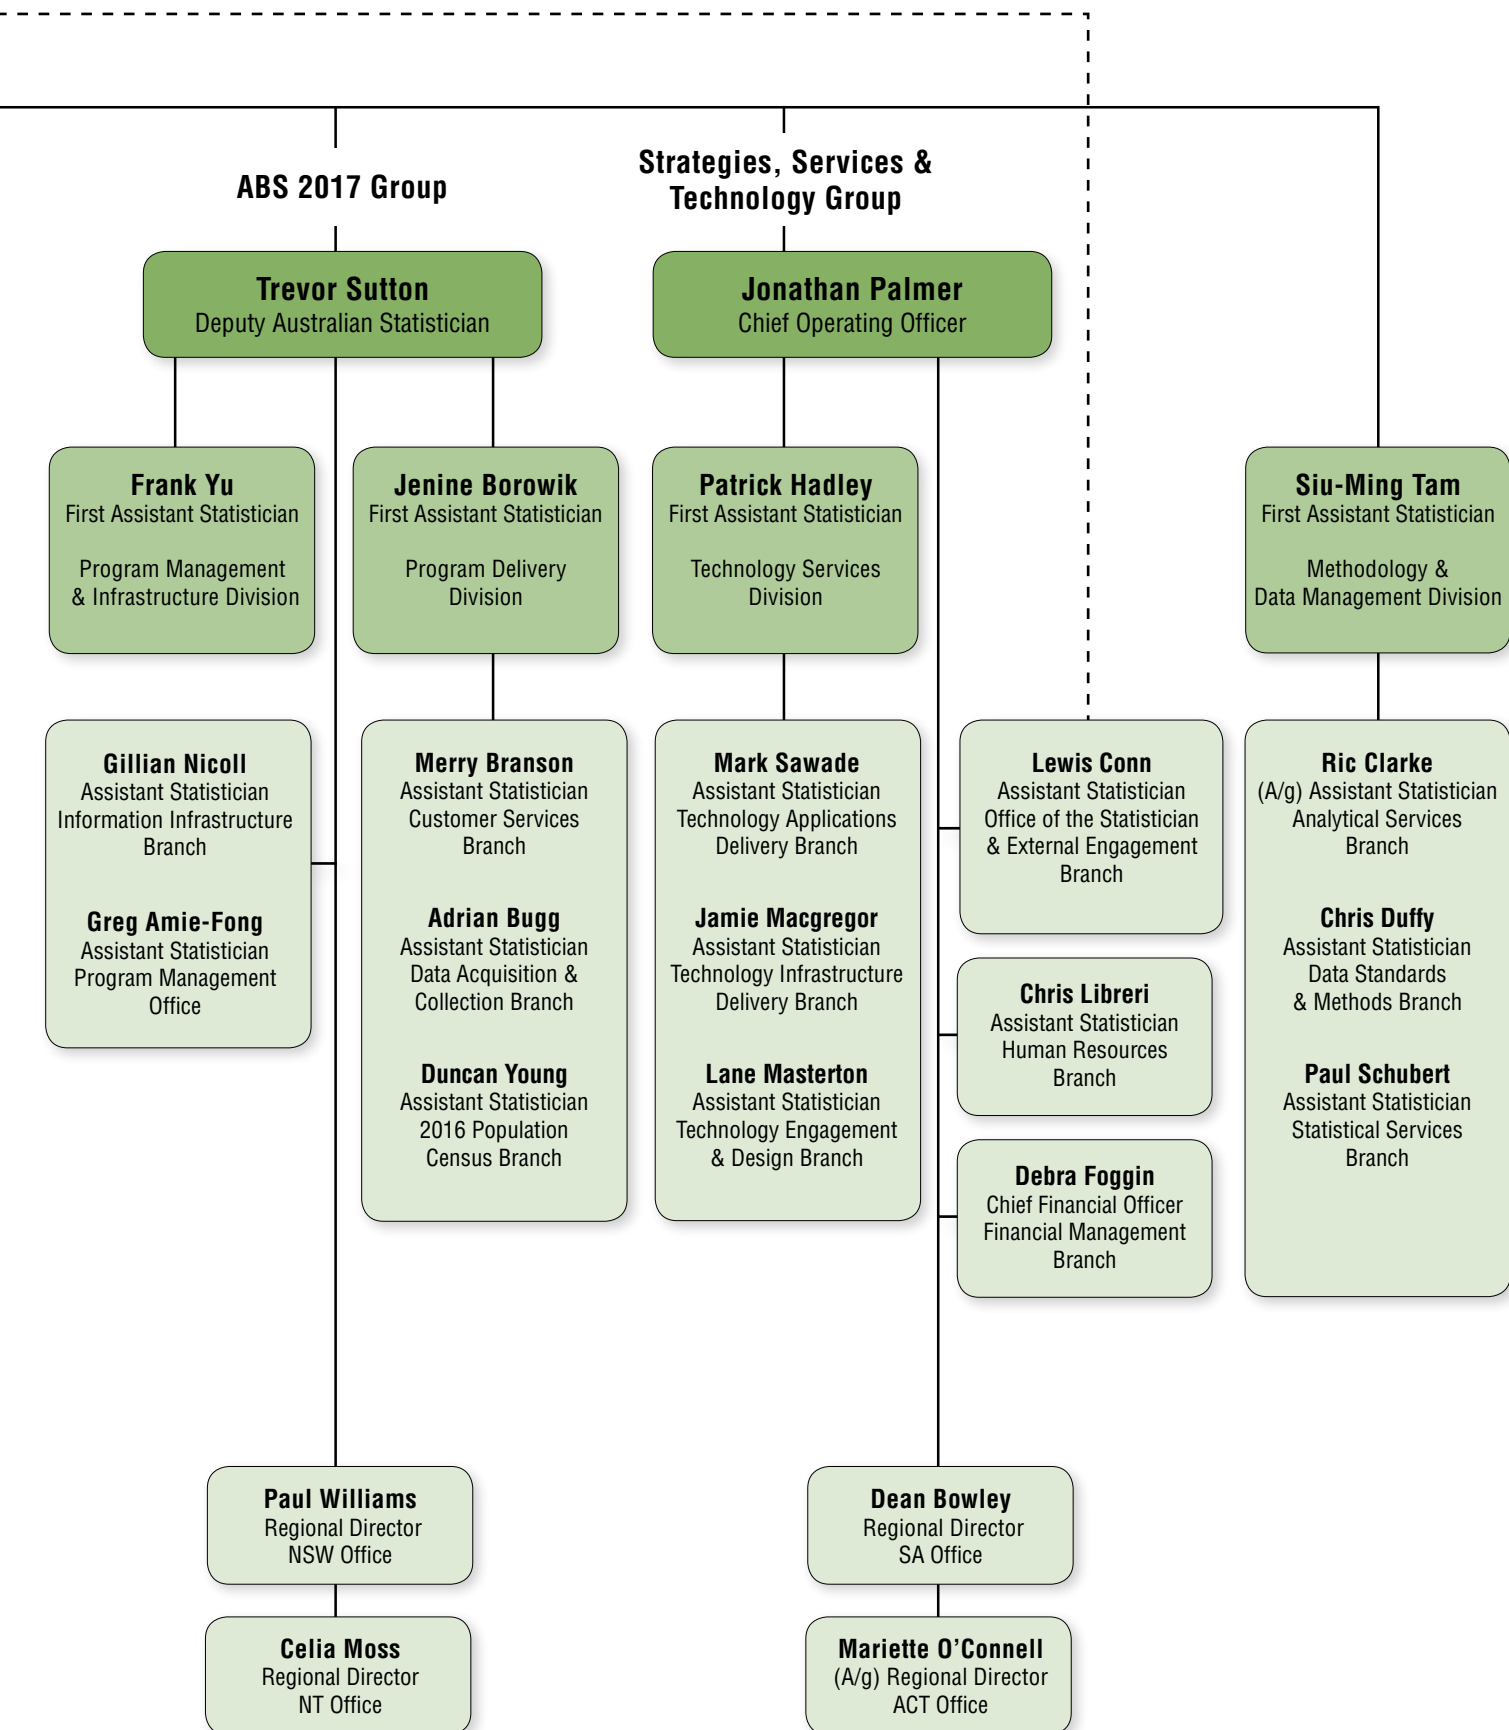 ABS 2017 Group
Strategies, Services &
Technology Group
Trevor Sutton
Deputy Australian Statistician
Jonathan Palmer
Chief Operating Officer
Frank Yu
First Assistant Statistician
Program Management
& Infrastructure Division
Jenine Borowik
First Assistant Statistician
Program Delivery
Division
Patrick Hadley
First Assistant Statistician
Technology Services
Division
Siu-Ming Tam
First Assistant Statistician
Methodology &
Data Management Division
Gillian Nicoll
Assistant Statistician
Information Infrastructure
Branch
Greg Amie-Fong
Assistant Statistician
Program Management
Office
Merry Branson
Assistant Statistician
Customer Services
Branch
Adrian Bugg
Assistant Statistician
Data Acquisition &
Collection Branch
Duncan Young
Assistant Statistician
2016 Population
Census Branch
Mark Sawade
Assistant Statistician
Technology Applications
Delivery Branch
Jamie Macgregor
Assistant Statistician
Technology Infrastructure
Delivery Branch
Lane Masterton
Assistant Statistician
Technology Engagement
& Design Branch
Lewis Conn
Assistant Statistician
Office of the Statistician
& External Engagement
Branch
Chris Libreri
Assistant Statistician
Human Resources
Branch
Debra Foggin
Chief Financial Officer
Financial Management
Branch
Ric Clarke
(A/g) Assistant Statistician
Analytical Services
Branch
Chris Duffy
Assistant Statistician
Data Standards
& Methods Branch
Paul Schubert
Assistant Statistician
Statistical Services
Branch
Paul Williams
Regional Director
NSW Office
Celia Moss
Regional Director
NT Office
Dean Bowley
Regional Director
SA Office
Mariette O’Connell
(A/g) Regional Director
ACT Office